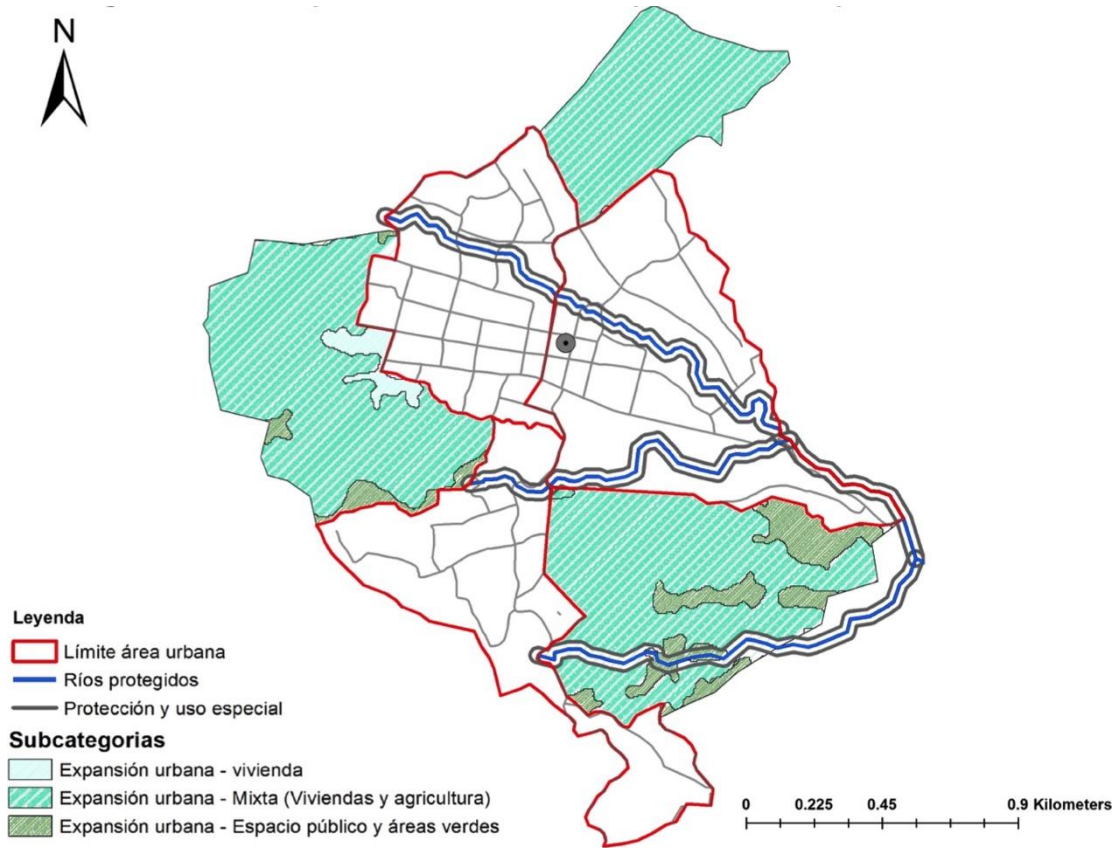 N
Leyenda
Límite área urbana
Ríos protegidos
Protección y uso especial
Subcategorias
Expansión urbana - vivienda
Expansión urbana - Mixta (Viviendas y agricultura)
Expansión urbana - Espacio público y áreas verdes
0 0.225 0.45 0.9 Kilometers